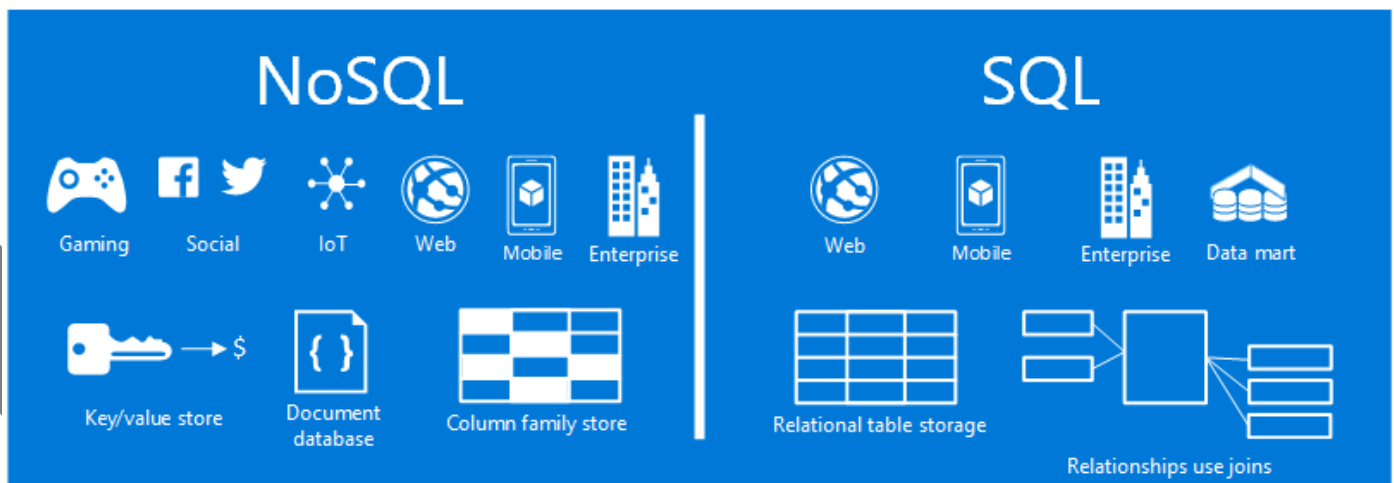 NoSQL
SQL
Gaming
Social
IoT
Web
Mobile
Enterprise
Web
Mobile
Enterprise
Data mart
$
{ }
Key/value store
Document
database
Column family store
Relational table storage
Relationships use joins